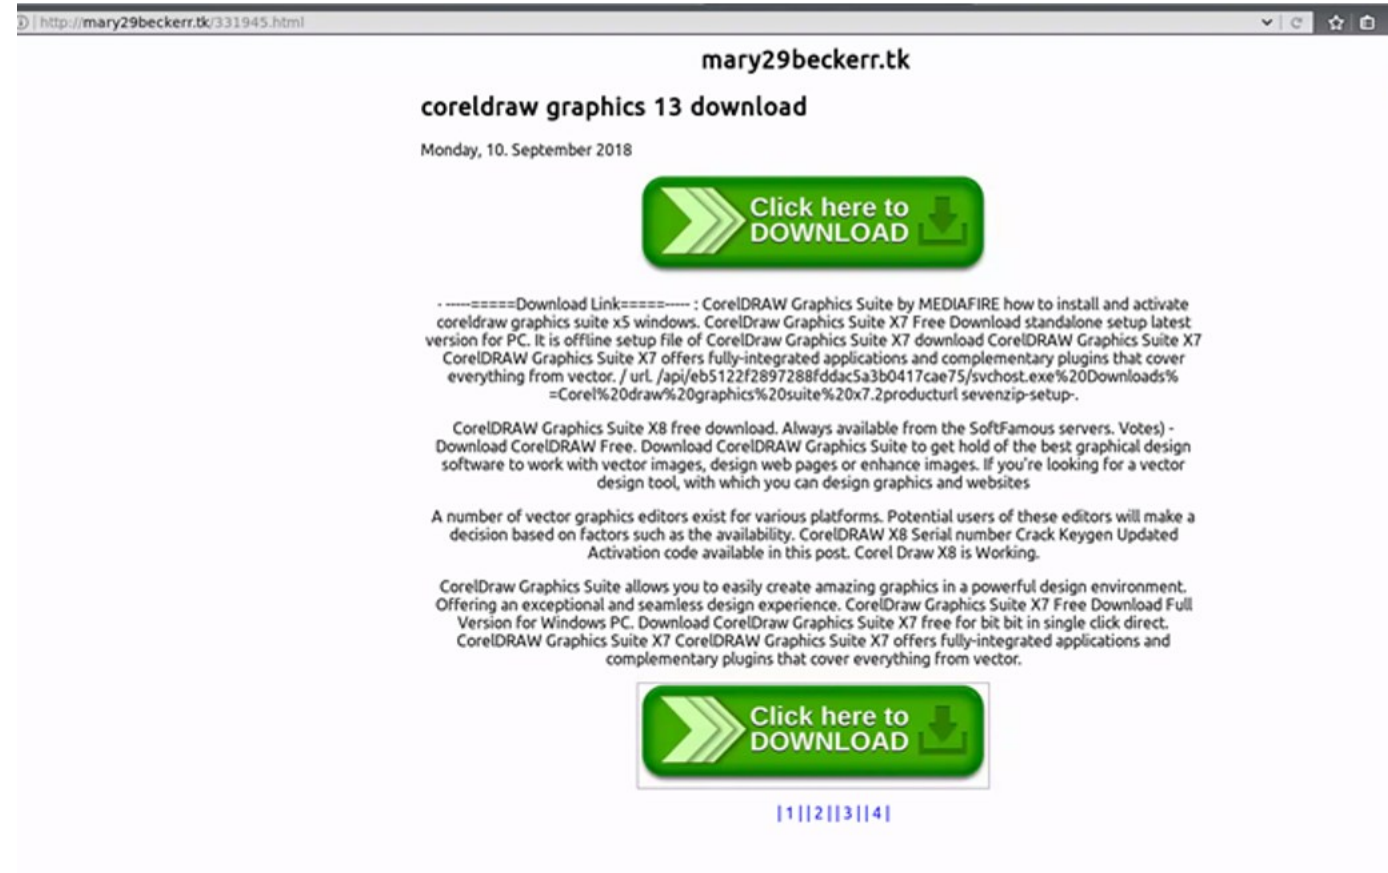 http://mary29beckerr.tk/331945.html
mary29beckerr.tk
coreldraw graphics 13 download
Monday, 10. September 2018
Click here to
DOWNLOAD
- -----=====Download Link=====----- : CorelDRAW Graphics Suite by MEDIAFIRE how to install and activate
coreldraw graphics suite x5 windows. CorelDraw Graphics Suite X7 Free Download standalone setup latest
version for PC. It is offline setup file of CorelDraw Graphics Suite X7 download CorelDRAW Graphics Suite X7
CorelDRAW Graphics Suite X7 offers fully-integrated applications and complementary plugins that cover
everything from vector. / url. /api/eb5122f2897288fddac5a3b0417cae75/svchost.exe%20Downloads%
=Corel%20draw%20graphics%20suite%20x7.2producturl sevenzip-setup-.
CorelDRAW Graphics Suite X8 free download. Always available from the SoftFamous servers. Votes) -
Download CorelDRAW Free. Download CorelDRAW Graphics Suite to get hold of the best graphical design
software to work with vector images, design web pages or enhance images. If you're looking for a vector
design tool, with which you can design graphics and websites
A number of vector graphics editors exist for various platforms. Potential users of these editors will make a
decision based on factors such as the availability. CorelDRAW X8 Serial number Crack Keygen Updated
Activation code available in this post. Corel Draw X8 is Working.
CorelDraw Graphics Suite allows you to easily create amazing graphics in a powerful design environment.
Offering an exceptional and seamless design experience. CorelDraw Graphics Suite X7 Free Download Full
Version for Windows PC. Download CorelDraw Graphics Suite X7 free for bit bit in single click direct.
CorelDRAW Graphics Suite X7 CorelDRAW Graphics Suite X7 offers fully-integrated applications and
complementary plugins that cover everything from vector.
Click here to
DOWNLOAD
| 1 | | 2 | | 3 | | 4 |